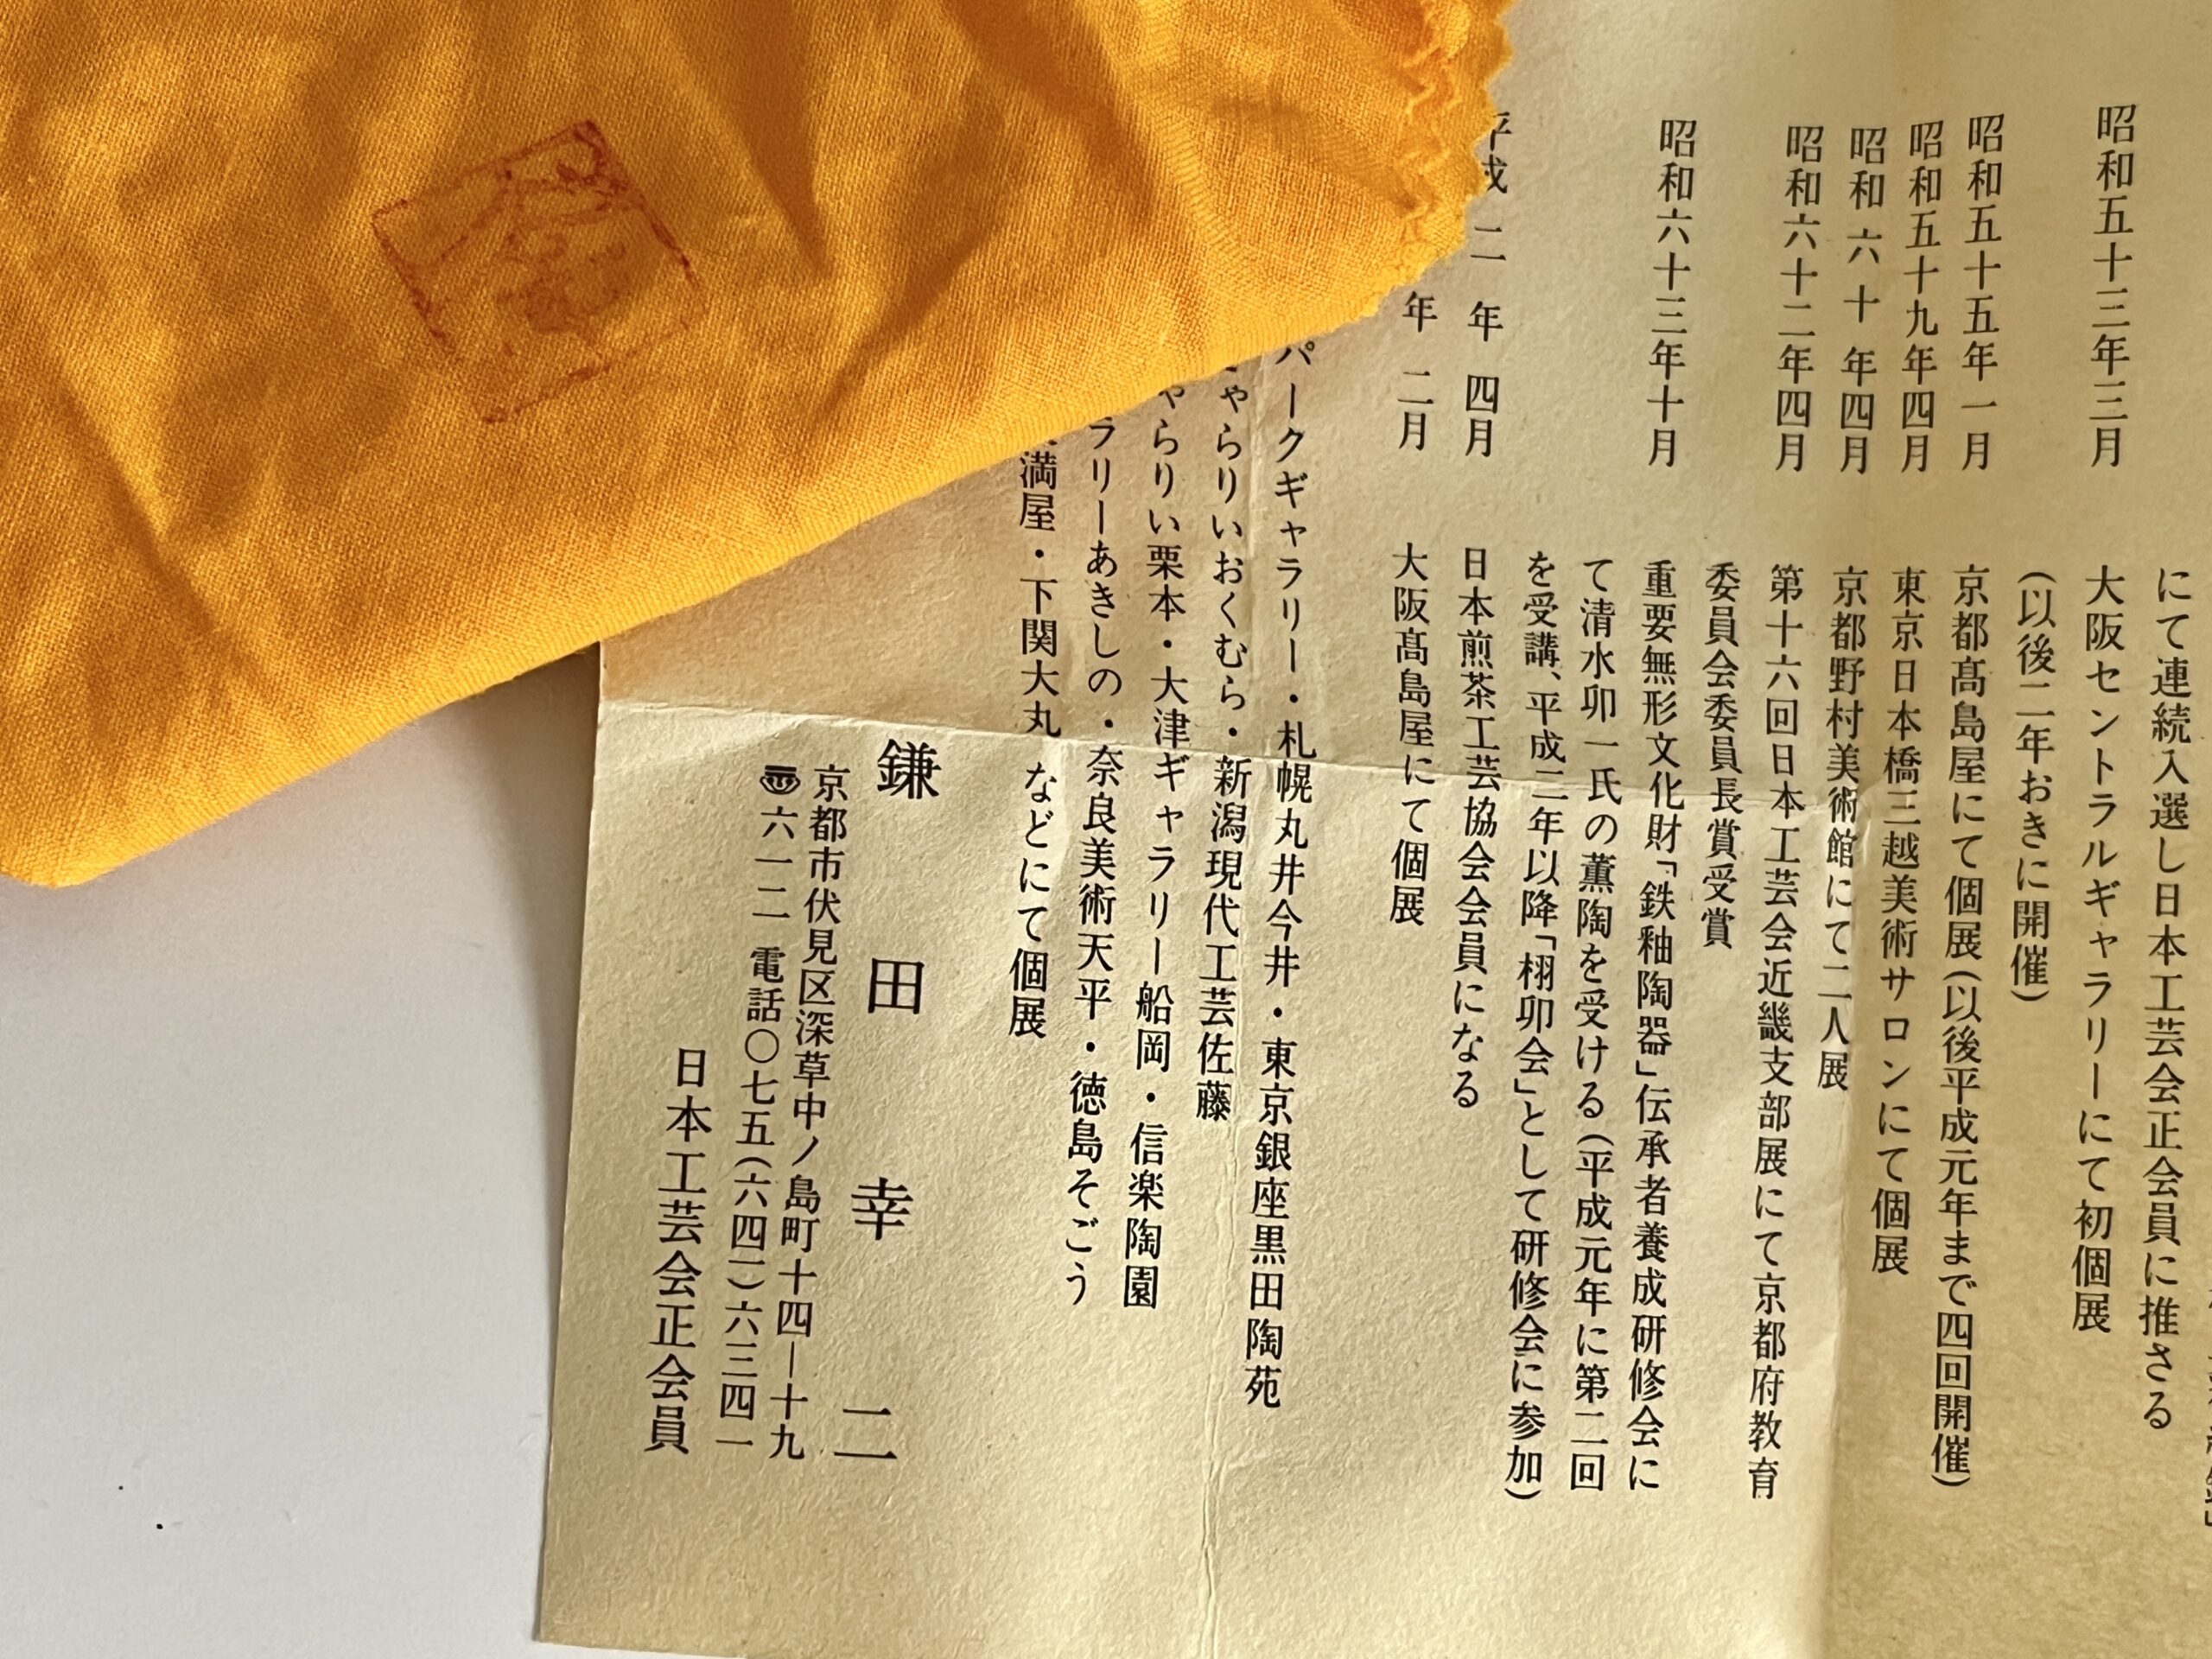 にて連続入選し日本工芸会正会員に推さる
昭和五十三年三月 大阪セントラルギャラリーにて初個展
(以後二年おきに開催)
昭和五十五年一月 京都髙島屋にて個展(以後平成元年まで四回開催)
昭和五十九年四月 東京日本橋三越美術サロンにて個展
昭和六十年四月 京都野村美術館にて二人展
昭和六十二年四月 第十六回日本工芸会近畿支部展にて京都府教育
委員会委員長賞受賞
昭和六十三年十月 重要無形文化財「鉄釉陶器」伝承者養成研修会に
て清水卯一氏の薫陶を受ける(平成元年に第二回
を受講、平成二年以降「栩卯会」として研修会に参加)
平成二年四月 日本煎茶工芸協会会員になる
年二月 大阪髙島屋にて個展
パークギャラリー・札幌丸井今井・東京銀座黒田陶苑
ゃらりいおくむら・新潟現代工芸佐藤
ゃらりい栗本・大津ギャラリー船岡・信楽陶園
ラリーあきしの・奈良美術天平・徳島そごう
満屋・下関大丸 などにて個展
鎌田幸二
京都市伏見区深草中ノ島町十四―十九
〠六一二 電話〇七五(六四一)六三四一
日本工芸会正会員